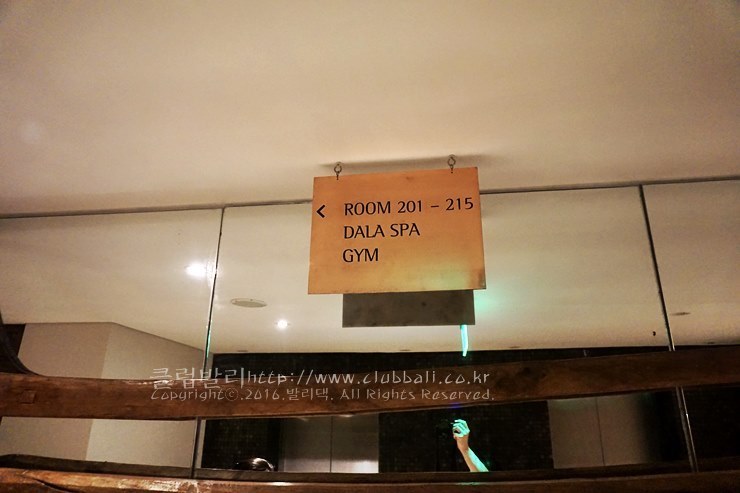 < ROOM 201 – 215
DALA SPA
GYM
클럽발리http://www.clubbali.co.kr
Copyright©.2016.발리댁. All Rights Reserved.